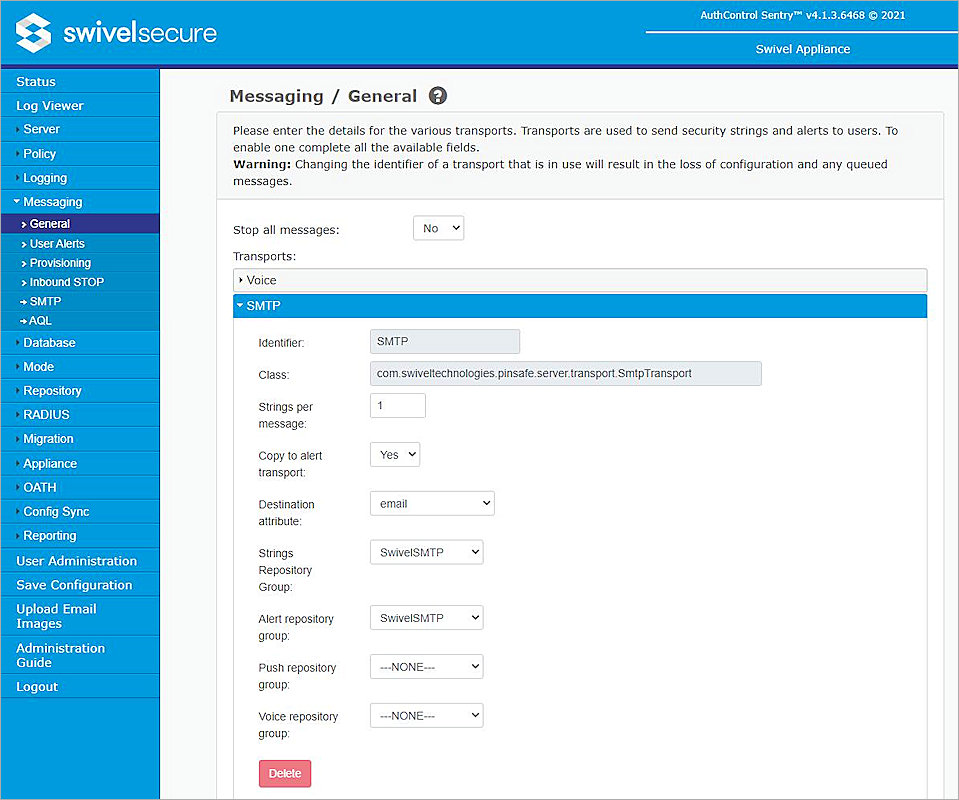 swivelsecure
AuthControl Sentry™ v4.1.3.6468 © 2021
Swivel Appliance
Status
Log Viewer
Server
Policy
Logging
Messaging
General
User Alerts
Provisioning
Inbound STOP
SMTP
AQL
Database
Mode
Repository
RADIUS
Migration
Appliance
OATH
Config Sync
Reporting
User Administration
Save Configuration
Upload Email
Images
Administration
Guide
Logout
Messaging / General ?
Please enter the details for the various transports. Transports are used to send security strings and alerts to users. To
enable one complete all the available fields.
Warning: Changing the identifier of a transport that is in use will result in the loss of configuration and any queued
messages.
Stop all messages: No
Transports:
Voice
SMTP
Identifier: SMTP
Class: com.swiveltechnologies.pinsafe.server.transport.SmtpTransport
Strings per 1
message:
Copy to alert Yes
transport:
Destination email
attribute:
Strings SwivelSMTP
Repository
Group:
Alert repository SwivelSMTP
group:
Push repository ---NONE---
group:
Voice repository ---NONE---
group:
Delete